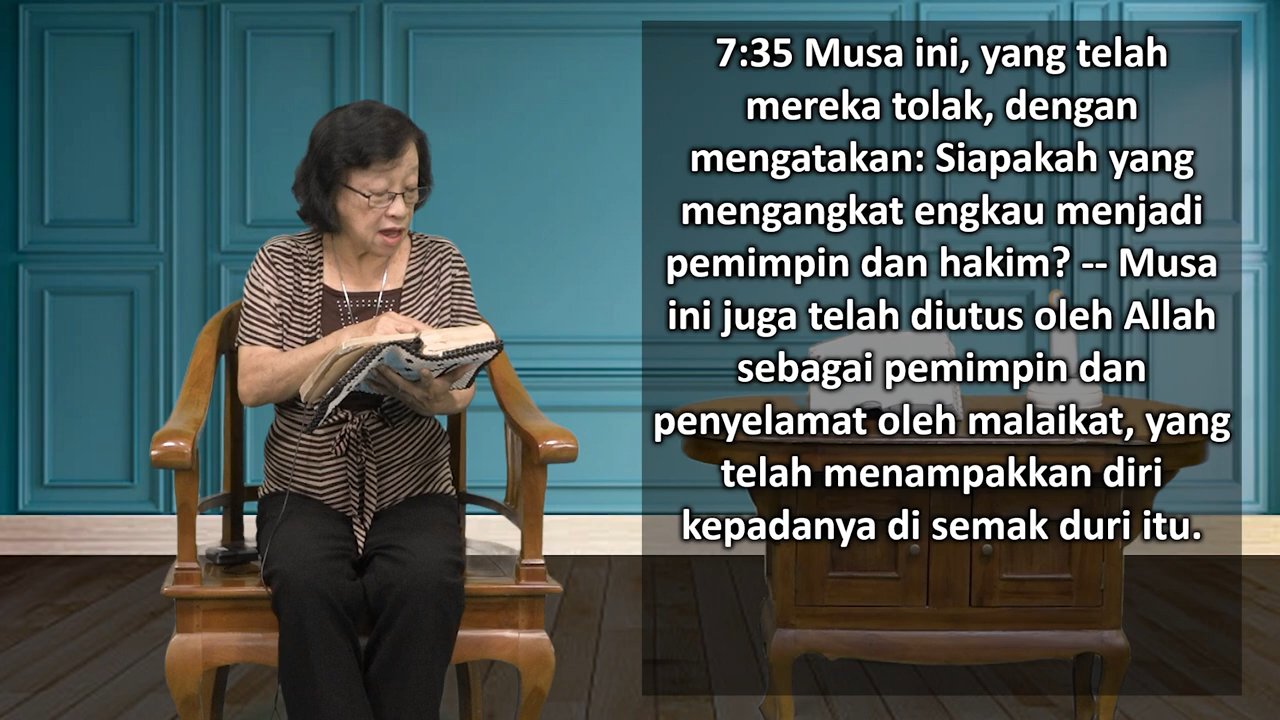 7:35 Musa ini, yang telah
mereka tolak, dengan
mengatakan: Siapakah yang
mengangkat engkau menjadi
pemimpin dan hakim? -- Musa
ini juga telah diutus oleh Allah
sebagai pemimpin dan
penyelamat oleh malaikat, yang
telah menampakkan diri
kepadanya di semak duri itu.